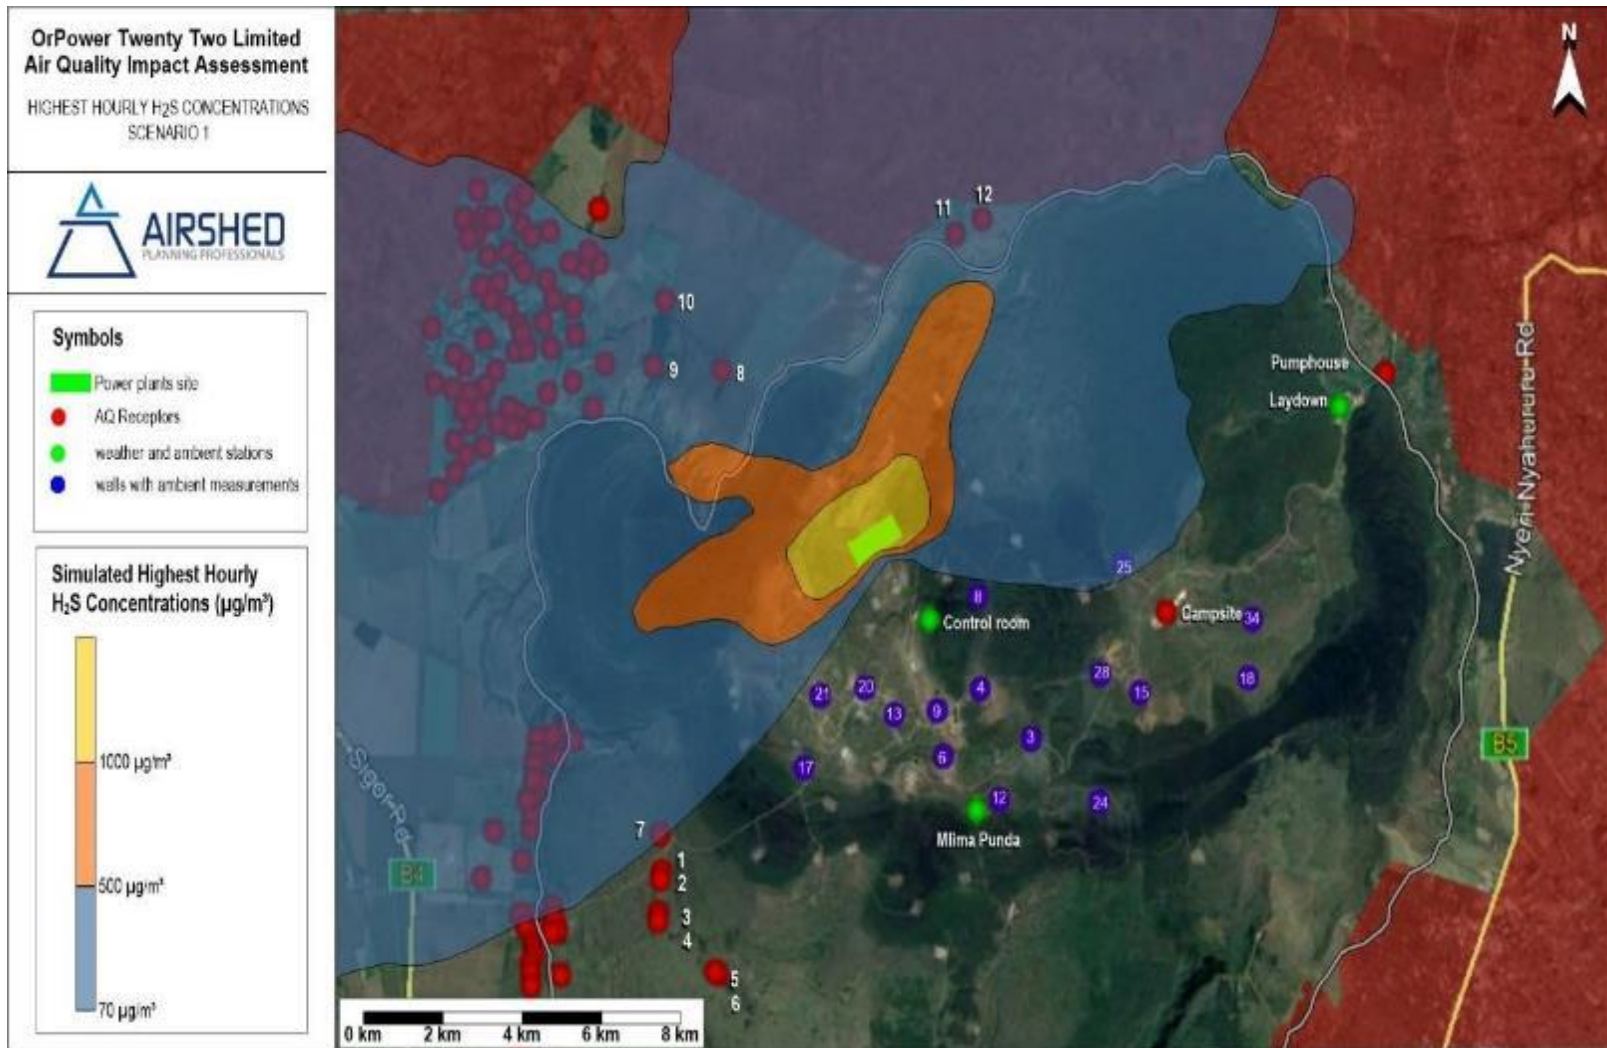 OrPower Twenty Two Limited
Air Quality Impact Assessment
HIGHEST HOURLY H2S CONCENTRATIONS
SCENARIO 1
AIRSHED
PLANNING PROFESSIONALS
Symbols
Power plants site
AQ Receptors
weather and ambient stations
walls with ambient measurements
Simulated Highest Hourly
H₂S Concentrations (µg/m³)
1000 µg/m³
500 µg/m³
70 µg/m³
N
12
11
10
9
8
Pumphouse
Laydown
Nyeri Nyahururu Rd
25
8
Control room
Campsite
34
28
18
15
4
20
21
13
9
3
6
17
12
24
Mlima Punda
B5
Sigor-Rd
B4
7
1
2
3
4
5
6
0 km 2 km 4 km 6 km 8 km